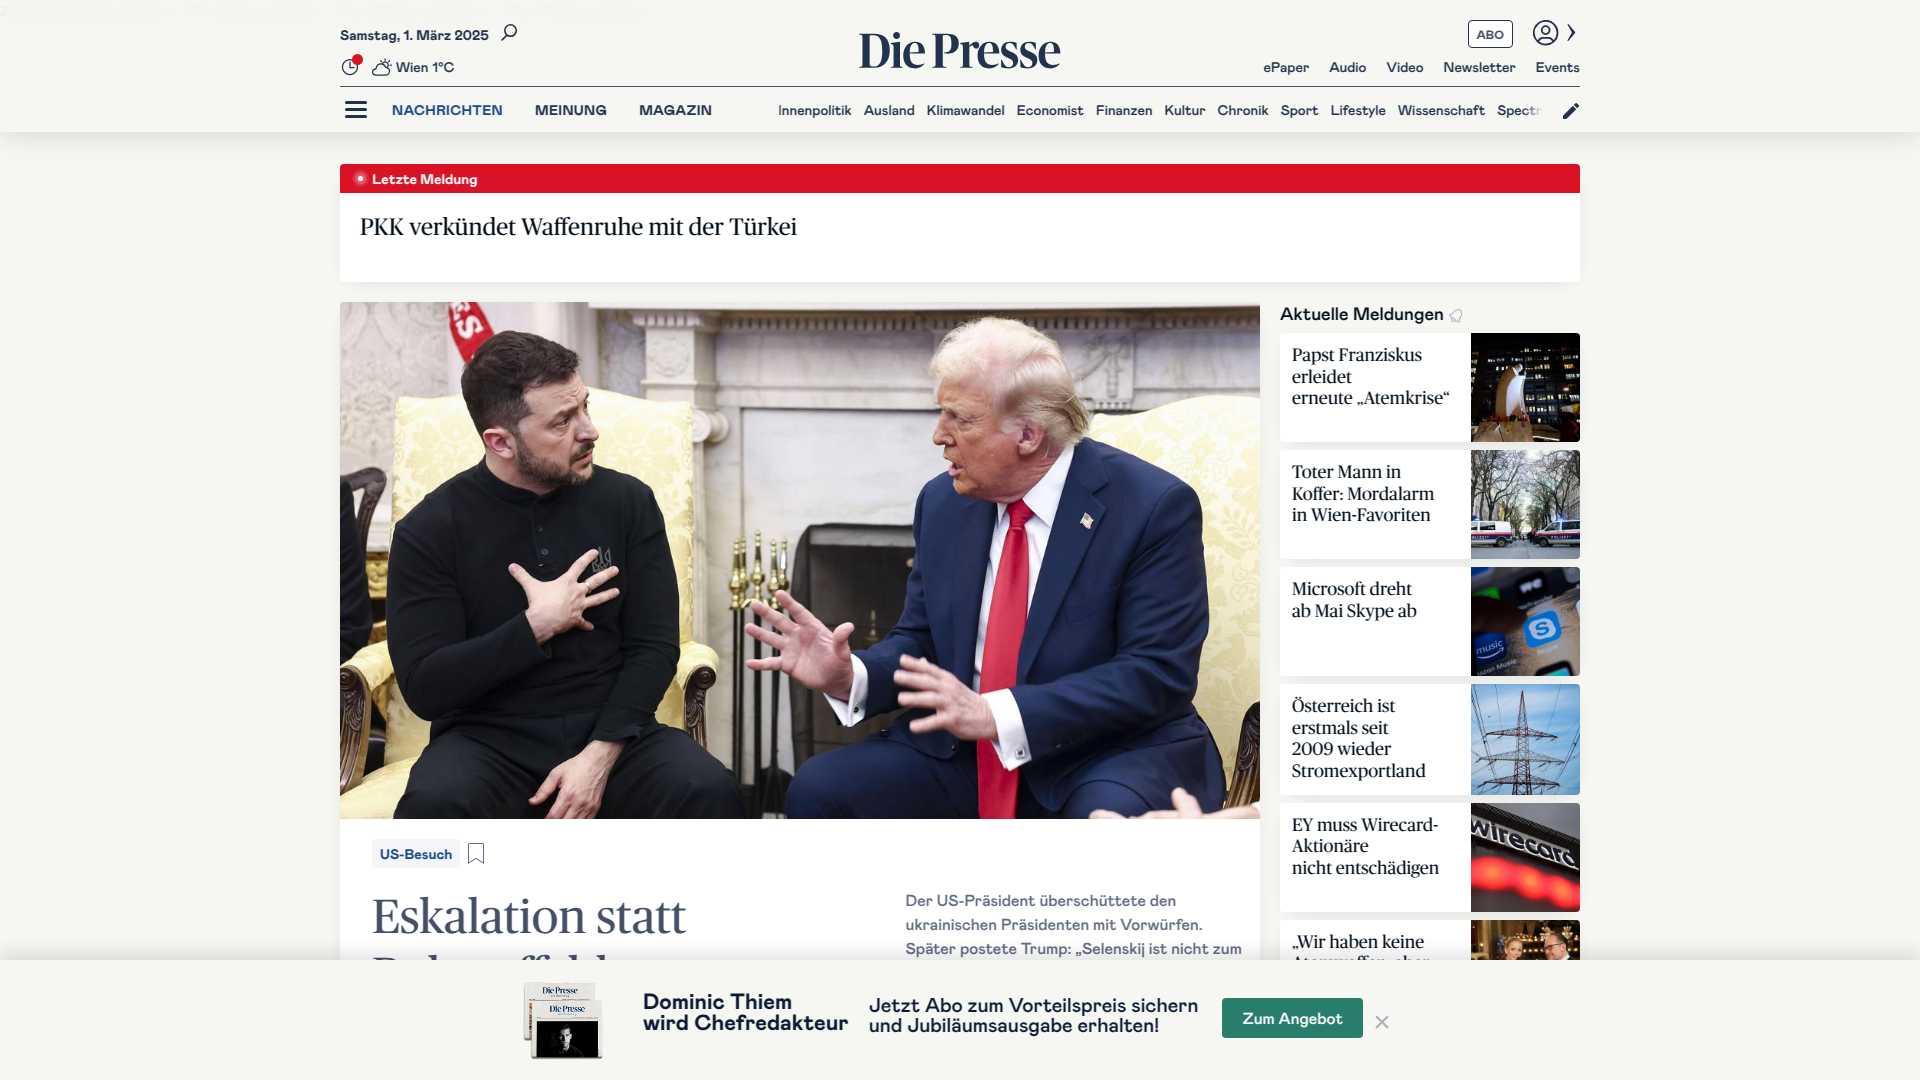 Samstag, 1. März 2025
Wien 1°C
Die Presse
ABO
ePaper Audio Video Newsletter Events
NACHRICHTEN MEINUNG MAGAZIN
Innenpolitik Ausland Klimawandel Economist Finanzen Kultur Chronik Sport Lifestyle Wissenschaft
Letzte Meldung
PKK verkündet Waffenruhe mit der Türkei
US-Besuch
Eskalation statt
Der US-Präsident überschüttete den
ukrainischen Präsidenten mit Vorwürfen.
Später postete Trump: „Selenskij ist nicht zum
Aktuelle Meldungen
Papst Franziskus
erleidet
erneute „Atemkrise“
Toter Mann in
Koffer: Mordalarm
in Wien-Favoriten
Microsoft dreht
ab Mai Skype ab
music
Österreich ist
erstmals seit
2009 wieder
Stromexportland
EY muss Wirecard-
Aktionäre
nicht entschädigen
wirecard
„Wir haben keine
Die Presse
Die Presse
Dominic Thiem
wird Chefredakteur
Jetzt Abo zum Vorteilspreis sichern
und Jubiläumsausgabe erhalten!
Zum Angebot